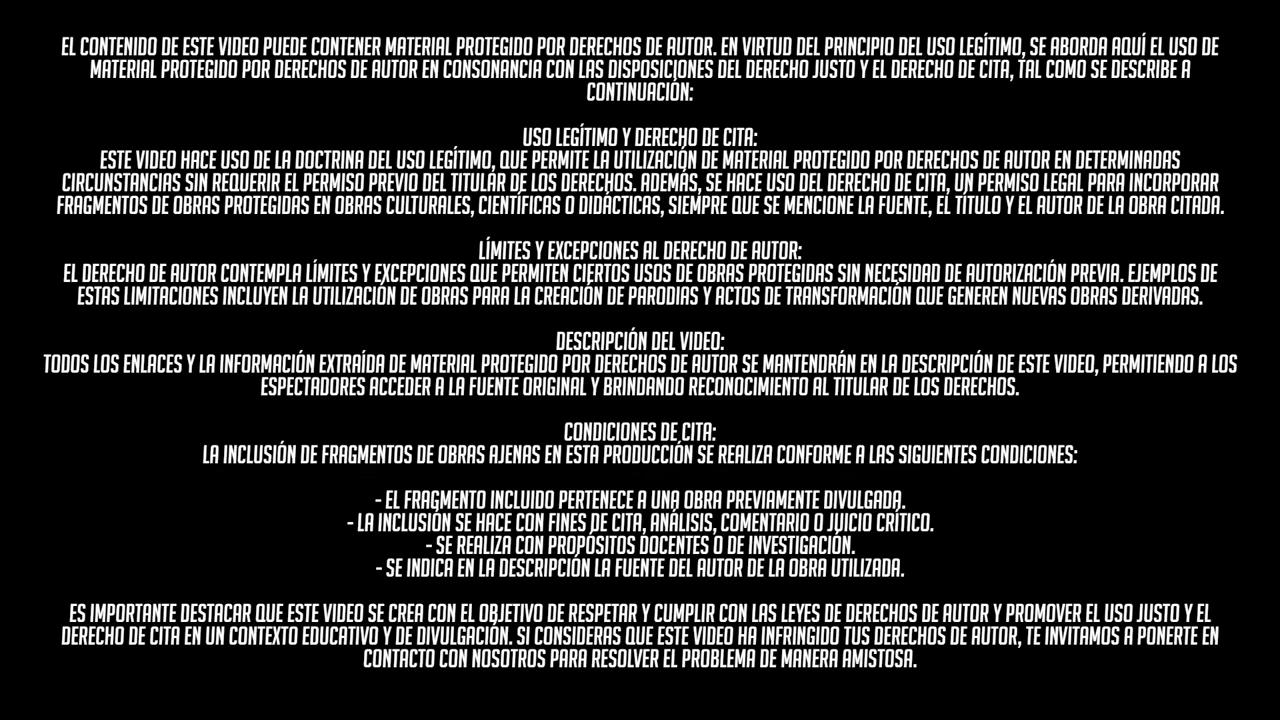 EL CONTENIDO DE ESTE VIDEO PUEDE CONTENER MATERIAL PROTEGIDO POR DERECHOS DE AUTOR. EN VIRTUD DEL PRINCIPIO DEL USO LEGÍTIMO, SE ABORDA AQUÍ EL USO DE
MATERIAL PROTEGIDO POR DERECHOS DE AUTOR EN CONSONANCIA CON LAS DISPOSICIONES DEL DERECHO JUSTO Y EL DERECHO DE CITA, TAL COMO SE DESCRIBE A
CONTINUACIÓN:
USO LEGÍTIMO Y DERECHO DE CITA:
ESTE VIDEO HACE USO DE LA DOCTRINA DEL USO LEGÍTIMO, QUE PERMITE LA UTILIZACIÓN DE MATERIAL PROTEGIDO POR DERECHOS DE AUTOR EN DETERMINADAS
CIRCUNSTANCIAS SIN REQUERIR EL PERMISO PREVIO DEL TITULAR DE LOS DERECHOS. ADEMÁS, SE HACE USO DEL DERECHO DE CITA, UN PERMISO LEGAL PARA INCORPORAR
FRAGMENTOS DE OBRAS PROTEGIDAS EN OBRAS CULTURALES, CIENTÍFICAS O DIDÁCTICAS, SIEMPRE QUE SE MENCIONE LA FUENTE, EL TÍTULO Y EL AUTOR DE LA OBRA CITADA.
LÍMITES Y EXCEPCIONES AL DERECHO DE AUTOR:
EL DERECHO DE AUTOR CONTEMPLA LÍMITES Y EXCEPCIONES QUE PERMITEN CIERTOS USOS DE OBRAS PROTEGIDAS SIN NECESIDAD DE AUTORIZACIÓN PREVIA. EJEMPLOS DE
ESTAS LIMITACIONES INCLUYEN LA UTILIZACIÓN DE OBRAS PARA LA CREACIÓN DE PARODIAS Y ACTOS DE TRANSFORMACIÓN QUE GENEREN NUEVAS OBRAS DERIVADAS.
DESCRIPCIÓN DEL VIDEO:
TODOS LOS ENLACES Y LA INFORMACIÓN EXTRAÍDA DE MATERIAL PROTEGIDO POR DERECHOS DE AUTOR SE MANTENDRÁN EN LA DESCRIPCIÓN DE ESTE VIDEO, PERMITIENDO A LOS
ESPECTADORES ACCEDER A LA FUENTE ORIGINAL Y BRINDANDO RECONOCIMIENTO AL TITULAR DE LOS DERECHOS.
CONDICIONES DE CITA:
LA INCLUSIÓN DE FRAGMENTOS DE OBRAS AJENAS EN ESTA PRODUCCIÓN SE REALIZA CONFORME A LAS SIGUIENTES CONDICIONES:
- EL FRAGMENTO INCLUIDO PERTENECE A UNA OBRA PREVIAMENTE DIVULGADA.
- LA INCLUSIÓN SE HACE CON FINES DE CITA, ANÁLISIS, COMENTARIO O JUICIO CRÍTICO.
- SE REALIZA CON PROPÓSITOS DOCENTES O DE INVESTIGACIÓN.
- SE INDICA EN LA DESCRIPCIÓN LA FUENTE DEL AUTOR DE LA OBRA UTILIZADA.
ES IMPORTANTE DESTACAR QUE ESTE VIDEO SE CREA CON EL OBJETIVO DE RESPETAR Y CUMPLIR CON LAS LEYES DE DERECHOS DE AUTOR Y PROMOVER EL USO JUSTO Y EL
DERECHO DE CITA EN UN CONTEXTO EDUCATIVO Y DE DIVULGACIÓN. SI CONSIDERAS QUE ESTE VIDEO HA INFRINGIDO TUS DERECHOS DE AUTOR, TE INVITAMOS A PONERTE EN
CONTACTO CON NOSOTROS PARA RESOLVER EL PROBLEMA DE MANERA AMISTOSA.